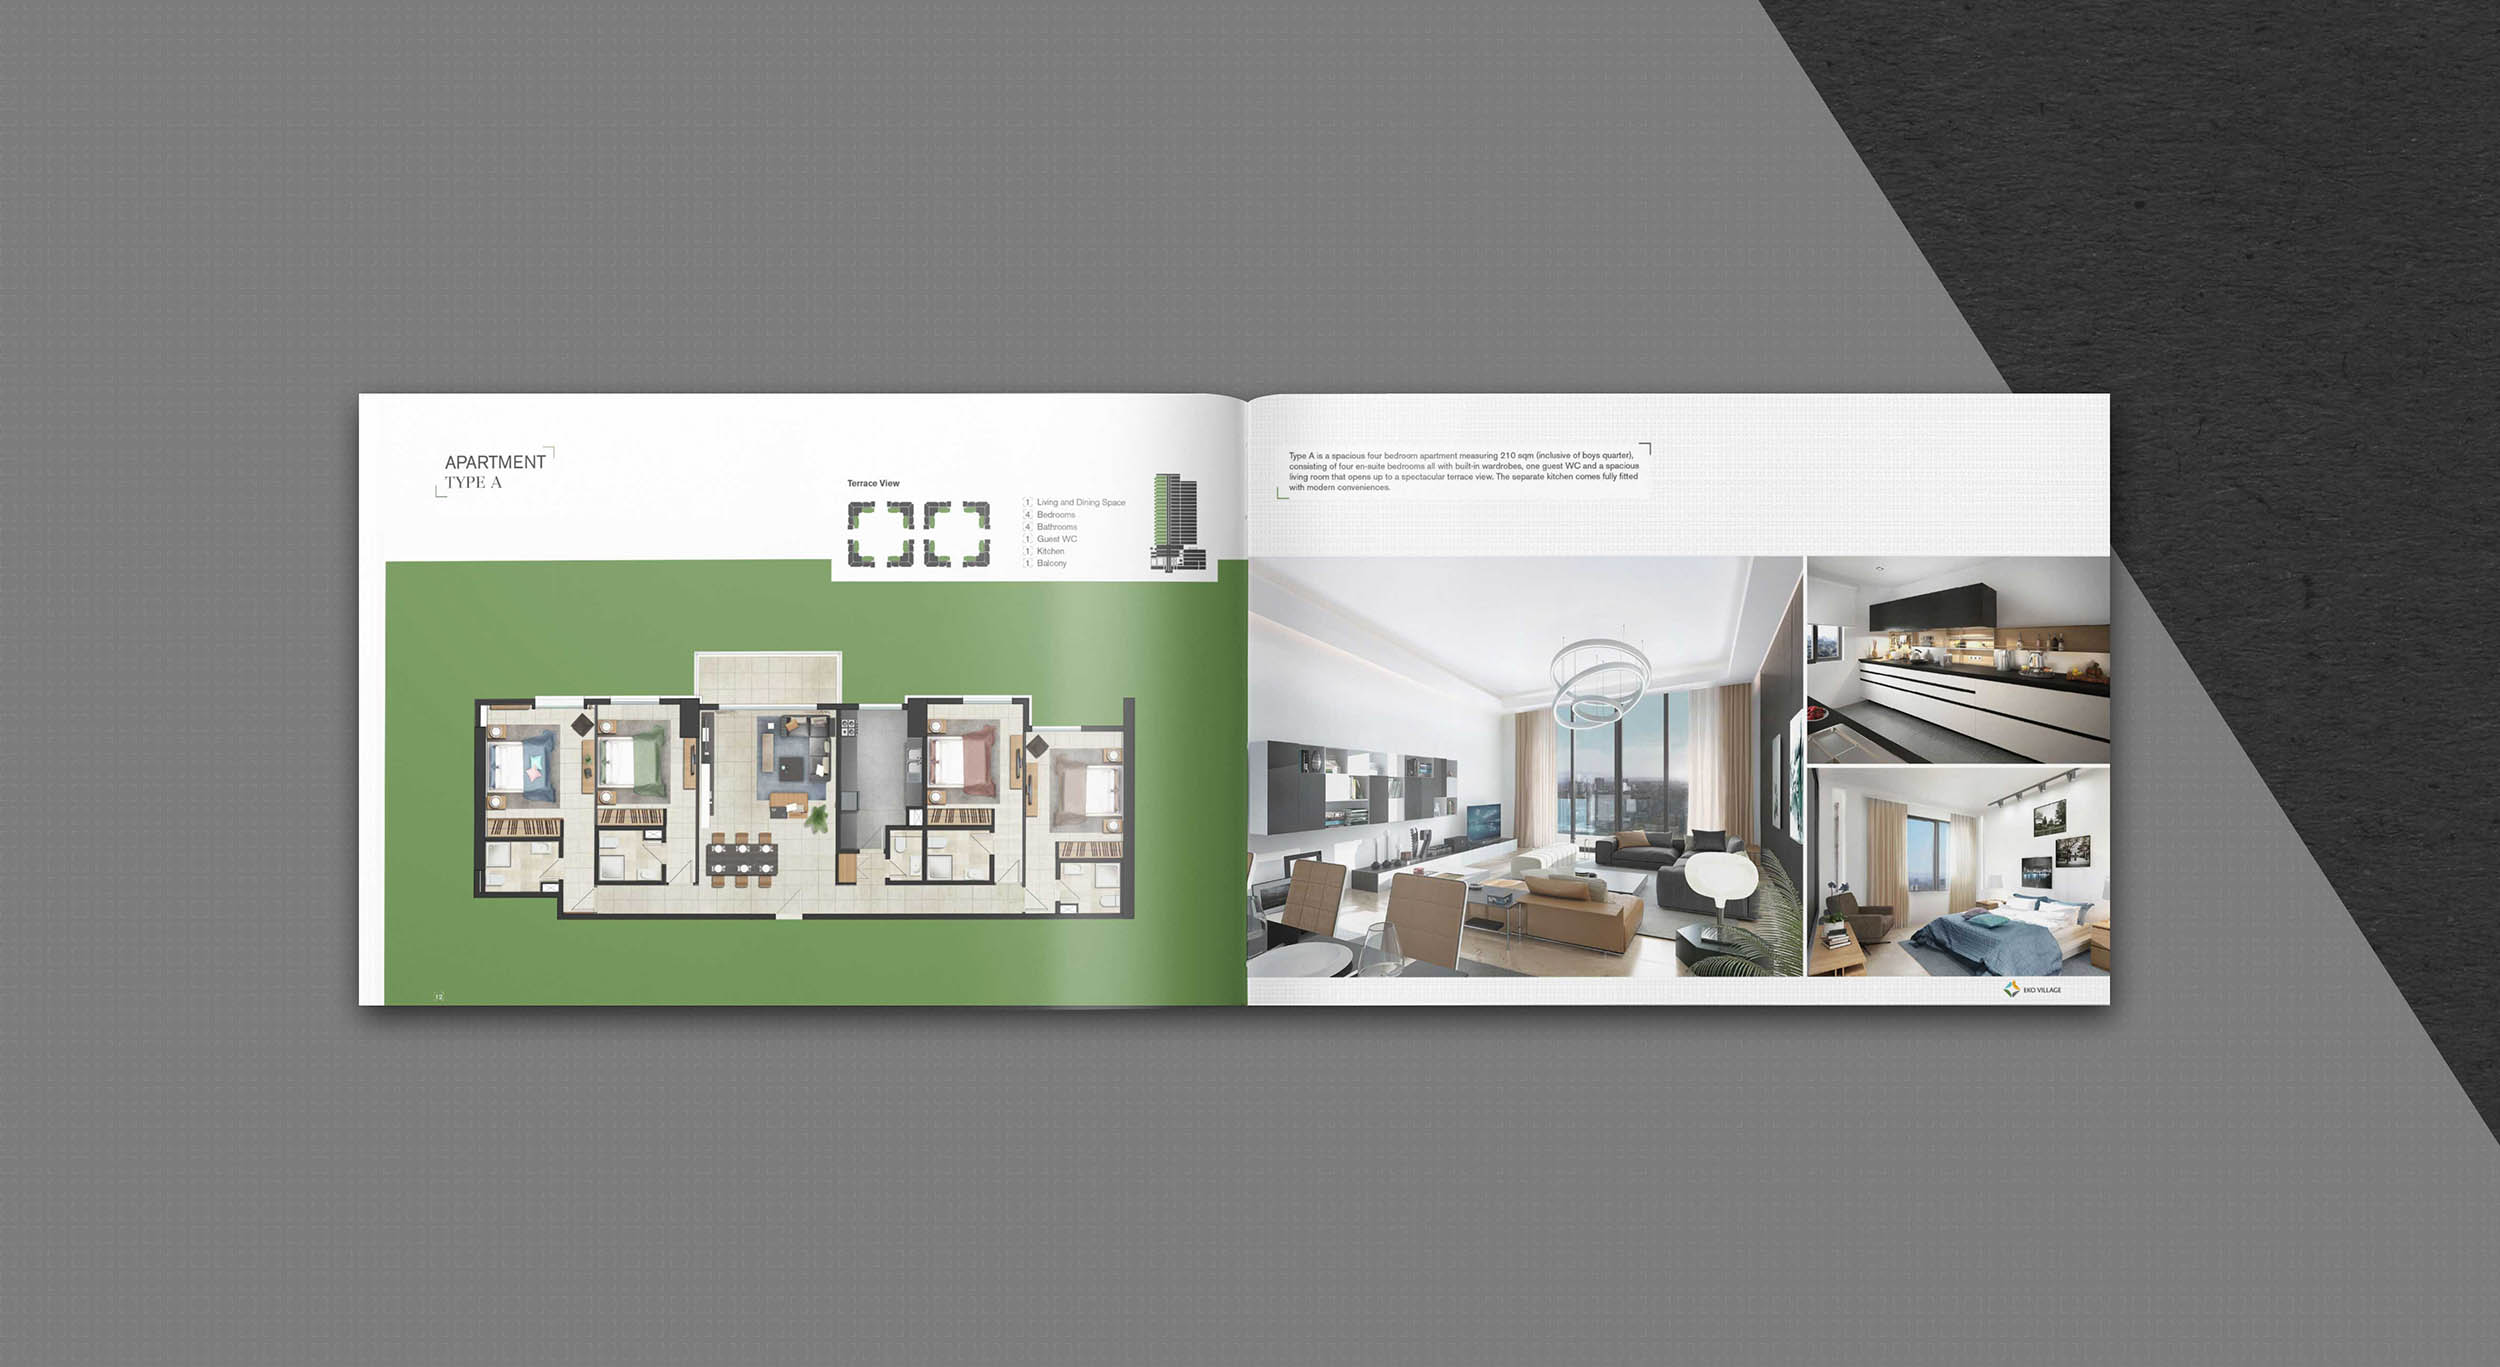 APARTMENT
TYPE A
Terrace View
1 Living and Dining Space
4 Bedrooms
4 Bathrooms
1 Guest WC
1 Kitchen
1 Balcony
12
Type A is a spacious four bedroom apartment measuring 210 sqm (inclusive of boys quarter),
consisting of four en-suite bedrooms all with built-in wardrobes, one guest WC and a spacious
living room that opens up to a spectacular terrace view. The separate kitchen comes fully fitted
with modern conveniences.
EKO VILLAGE